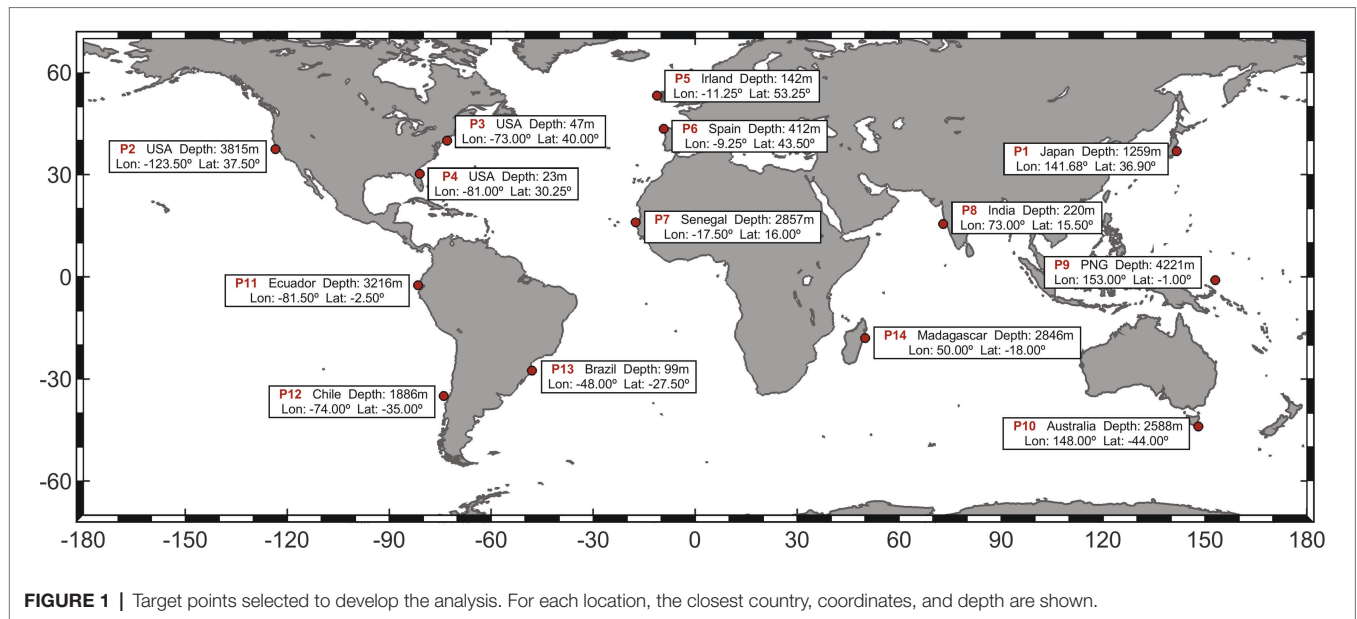 P5 Irland Depth: 142m
Lon: -11.25º Lat: 53.25º
P3 USA Depth: 47m
Lon: -73.00º Lat: 40.00º
P6 Spain Depth: 412m
Lon: -9.25º Lat: 43.50º
P2 USA Depth: 3815m
Lon: -123.50º Lat: 37.50º
P1 Japan Depth: 1259m
Lon: 141.68º Lat: 36.90º
P4 USA Depth: 23m
Lon: -81.00º Lat: 30.25º
P7 Senegal Depth: 2857m
Lon: -17.50º Lat: 16.00º
P8 India Depth: 220m
Lon: 73.00º Lat: 15.50º
P11 Ecuador Depth: 3216m
Lon: -81.50º Lat: -2.50º
P9 PNG Depth: 4221m
Lon: 153.00º Lat: -1.00º
P14 Madagascar Depth: 2846m
Lon: 50.00º Lat: -18.00º
P13 Brazil Depth: 99m
Lon: -48.00º Lat: -27.50º
P12 Chile Depth: 1886m
Lon: -74.00º Lat: -35.00º
P10 Australia Depth: 2588m
Lon: 148.00º Lat: -44.00º
60
30
0
-30
-60
-180 -150 -120 -90 -60 -30 0 30 60 90 120 150 180
FIGURE 1 | Target points selected to develop the analysis. For each location, the closest country, coordinates, and depth are shown.